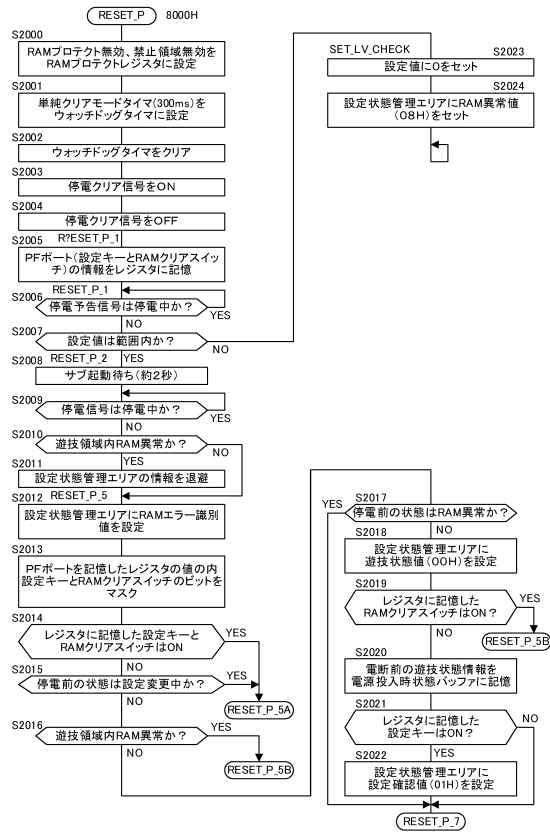 RESET_P 8000H
S2000
RAMプロテクト無効、禁止領域無効を
RAMプロテクトレジスタに設定
S2001
単純クリアモードタイマ(300ms)を
ウォッチドッグタイマに設定
S2002
ウォッチドッグタイマをクリア
S2003
停電クリア信号をON
S2004
停電クリア信号をOFF
S2005 R?ESET_P_1
PFポート(設定キーとRAMクリアスイッ
チ)の情報をレジスタに記憶
RESET_P_1
S2006
停電予告信号は停電中か?
YES
NO
S2007
設定値は範囲内か?
NO
S2008 RESET_P_2 YES
サブ起動待ち(約2秒)
S2009
停電信号は停電中か?
YES
NO
S2010
遊技領域内RAM異常か?
NO
YES
S2011
設定状態管理エリアの情報を退避
S2012 RESET_P_5
設定状態管理エリアにRAMエラー識別
値を設定
S2013
PFポートを記憶したレジスタの値の内
設定キーとRAMクリアスイッチのビットを
マスク
S2014
レジスタに記憶した設定キーと
RAMクリアスイッチはON
YES
NO
S2015
停電前の状態は設定変更中か?
YES
NO
RESET_P_5A
S2016
遊技領域内RAM異常か?
YES
NO
RESET_P_5B
SET_LV_CHECK S2023
設定値に0をセット
S2024
設定状態管理エリアにRAM異常値
(08H)をセット
S2017
YES
停電前の状態はRAM異常か?
NO
S2018
設定状態管理エリアに
遊技状態値(00H)を設定
S2019
レジスタに記憶した
RAMクリアスイッチはON?
YES
NO
RESET_P_5B
S2020
電断前の遊技状態情報を
電源投入時状態バッファに記憶
S2021
レジスタに記憶した
設定キーはON?
NO
YES
S2022
設定状態管理エリアに
設定確認値(01H)を設定
RESET_P_7